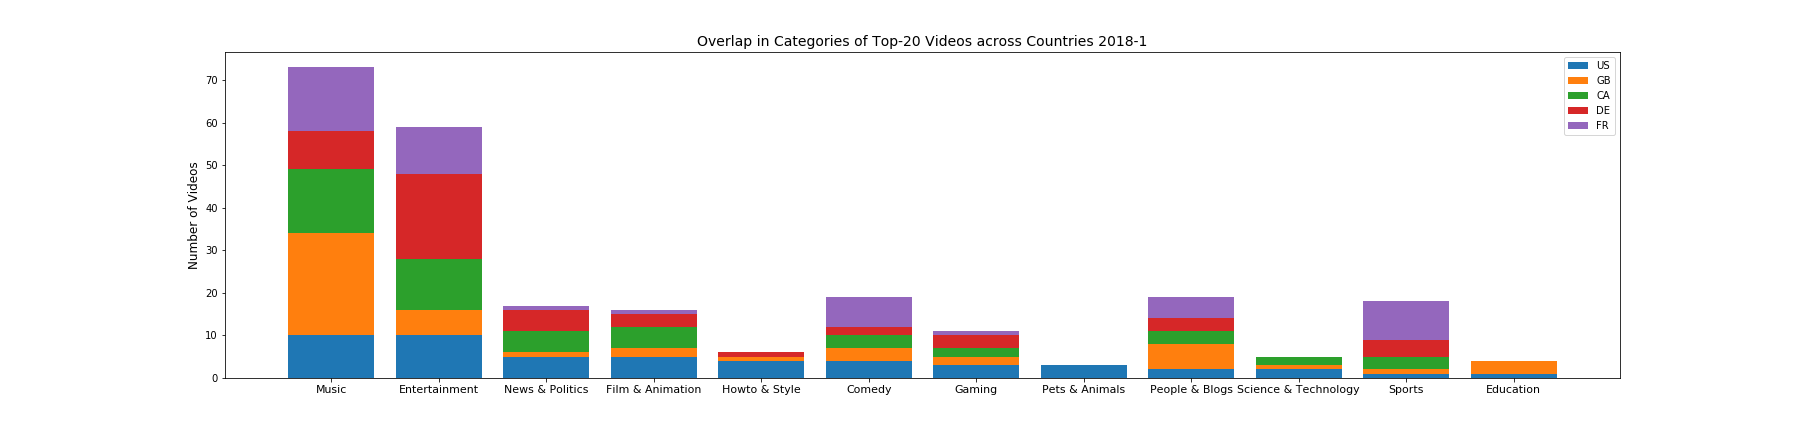 Overlap in Categories of Top-20 Videos across Countries 2018-1
US
GB
CA
DE
FR
Number of Videos
70
60
50
40
30
20
10
0
Music Entertainment News & Politics Film & Animation Howto & Style Comedy Gaming Pets & Animals People & Blogs Science & Technology Sports Education